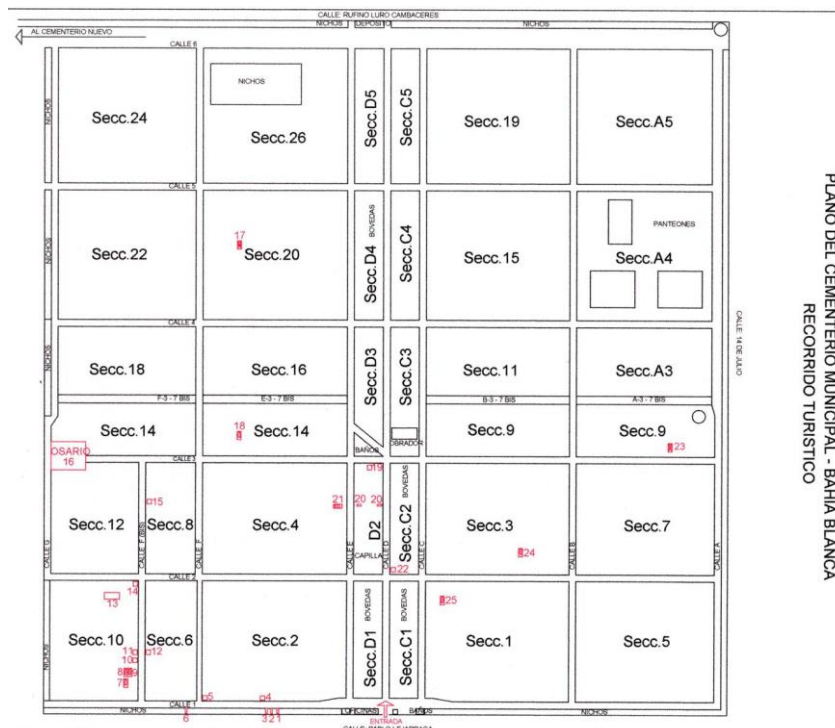 CALLE: RUFINO LURO CAMBACERES
NICHOS DEPOSITO NICHOS
AL CEMENTERIO NUEVO
CALLE 6
NICHOS
NICHOS
Secc.24
Secc.26
Secc.D5
Secc.C5
Secc.19
Secc.A5
CALLE 5
NICHOS
17
BOVEDAS
PANTEONES
Secc.22
Secc.20
Secc.D4
Secc.C4
Secc.15
Secc.A4
CALLE 4
CALLE 14 DE JULIO
NICHOS
Secc.18
Secc.16
Secc.D3
Secc.C3
Secc.11
Secc.A3
F-3 - 7 BIS
E-3 - 7 BIS
B-3 - 7 BIS
A-3 - 7 BIS
Secc.14
18
Secc.14
BAÑOS
OBRADOR
Secc.9
Secc.9
23
OSARIO
16
CALLE 3
19
15
21
20
20
BOVEDAS
Secc.12
Secc.8
Secc.4
D2
Secc.C2
Secc.3
Secc.7
24
CAPILLA
22
CALLE G
CALLE F (BIS)
CALLE F
CALLE E
CALLE D
CALLE C
CALLE B
CALLE A
CALLE 2
14
13
25
BOVEDAS
BOVEDAS
NICHOS
Secc.10
Secc.6
Secc.2
Secc.D1
Secc.C1
Secc.1
Secc.5
11
12
10
8
9
7
5
4
CALLE 1
NICHOS
6
3
2
1
OFICINAS
BAÑOS
NICHOS
ENTRADA
PLANO DEL CEMENTERIO MUNICIPAL - BAHIA BLANCA
RECORRIDO TURISTICO